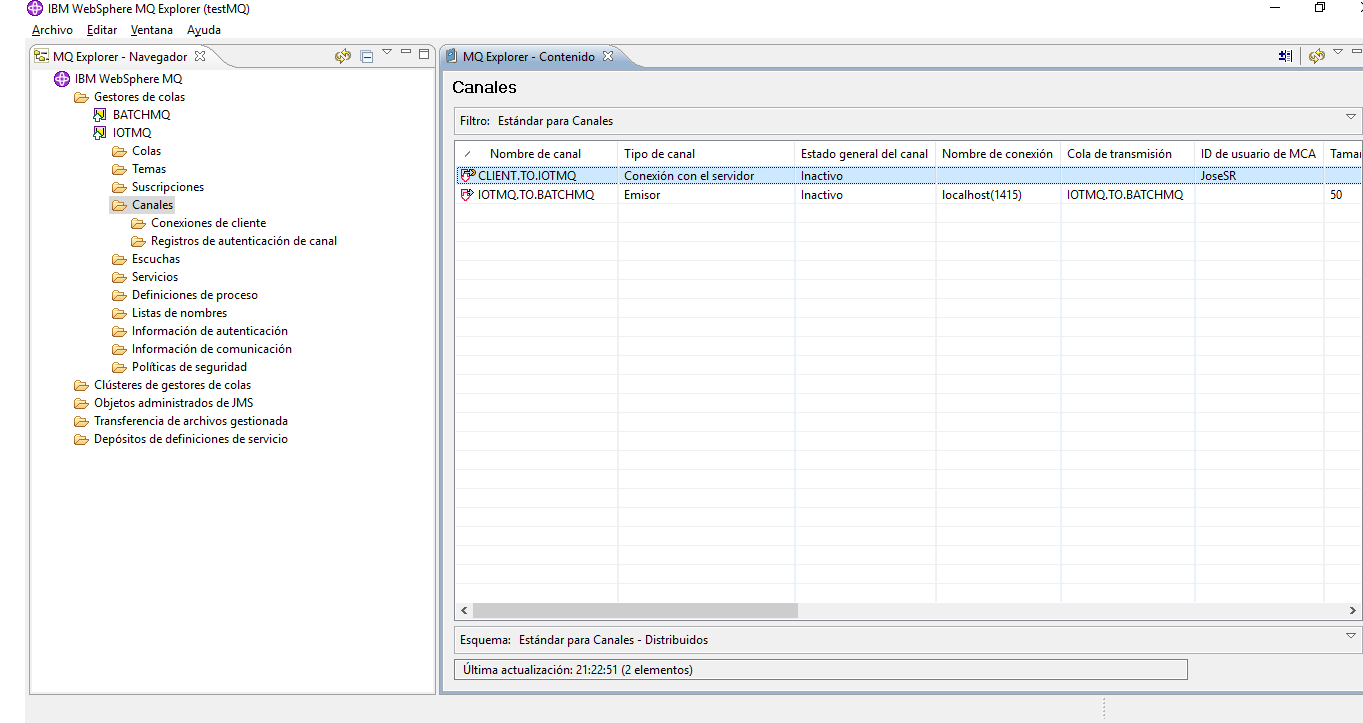 IBM WebSphere MQ Explorer (testMQ)
Archivo Editar Ventana Ayuda
MQ Explorer - Navegador
IBM WebSphere MQ
Gestores de colas
BATCHMQ
IOTMQ
Colas
Temas
Suscripciones
Canales
Conexiones de cliente
Registros de autenticación de canal
Escuchas
Servicios
Definiciones de proceso
Listas de nombres
Información de autenticación
Información de comunicación
Políticas de seguridad
Clústeres de gestores de colas
Objetos administrados de JMS
Transferencia de archivos gestionada
Depósitos de definiciones de servicio
MQ Explorer - Contenido
Canales
Filtro: Estándar para Canales
Nombre de canal Tipo de canal Estado general del canal Nombre de conexión Cola de transmisión ID de usuario de MCA Tamai
CLIENT.TO.IOTMQ Conexión con el servidor Inactivo JoseSR
IOTMQ.TO.BATCHMQ Emisor Inactivo localhost(1415) IOTMQ.TO.BATCHMQ 50
Esquema: Estándar para Canales - Distribuidos
Última actualización: 21:22:51 (2 elementos)